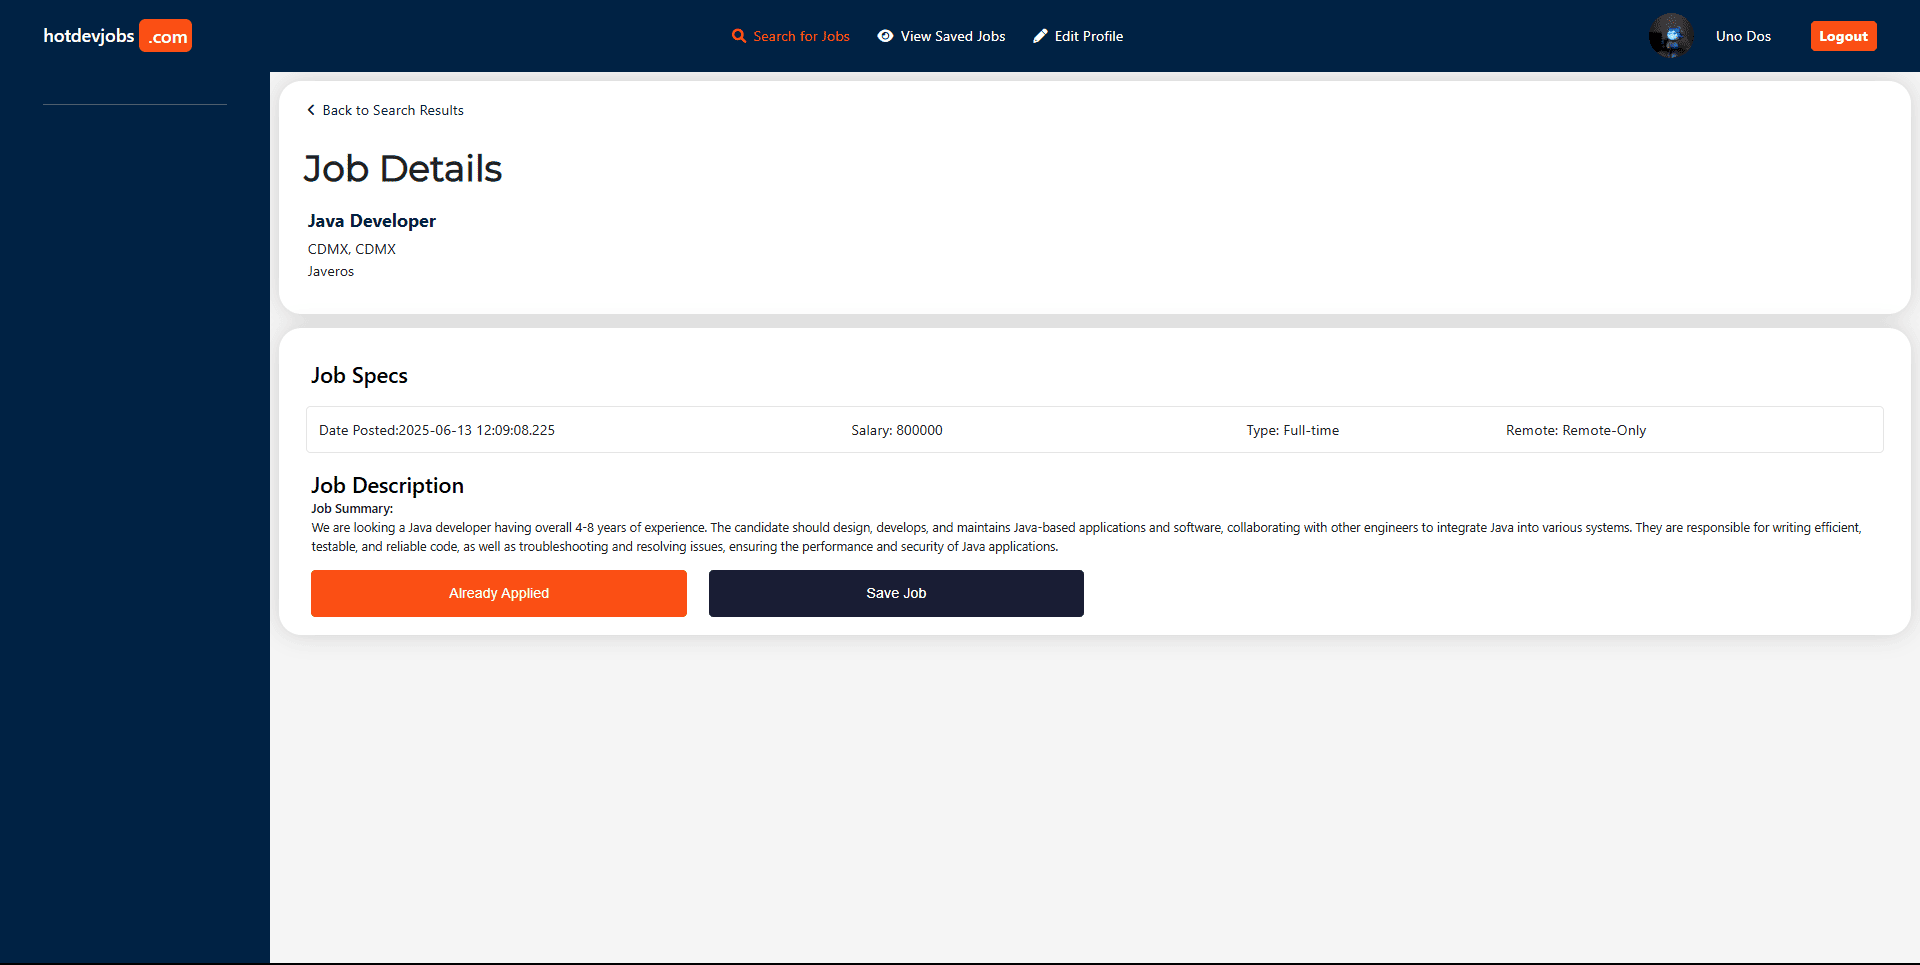 hotdevjobs .com
Search for Jobs
View Saved Jobs
Edit Profile
Uno Dos
Logout
Back to Search Results
Job Details
Java Developer
CDMX, CDMX
Javeros
Job Specs
Date Posted:2025-06-13 12:09:08.225
Salary: 800000
Type: Full-time
Remote: Remote-Only
Job Description
Job Summary:
We are looking a Java developer having overall 4-8 years of experience. The candidate should design, develops, and maintains Java-based applications and software, collaborating with other engineers to integrate Java into various systems. They are responsible for writing efficient,
testable, and reliable code, as well as troubleshooting and resolving issues, ensuring the performance and security of Java applications.
Already Applied
Save Job